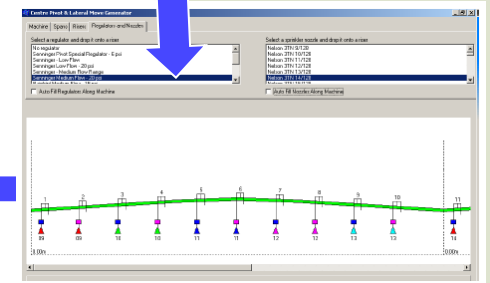 Centre Pivot & Lateral Move Generator
Machine Spans Risers Regulators and Nozzles
Select a regulator and drop it onto a riser
No regulator
Senninger Pivot Special Regulator - 6 psi
Senninger - Low Flow
Senninger Low Flow - 20 psi
Senninger - Medium Flow Range
Senninger Medium Flow - 20 psi
Auto Fill Regulators Along Machine
Select a sprinkler nozzle and drop it onto a riser
Nelson 3TN 9/128
Nelson 3TN 10/128
Nelson 3TN 11/128
Nelson 3TN 12/128
Nelson 3TN 13/128
Nelson 3TN 14/128
Auto Fill Nozzles Along Machine
1 2 3 4 5 6 7 8 9 10 11
09 09 10 10 11 11 12 12 13 13 14
0.00m 0.00m